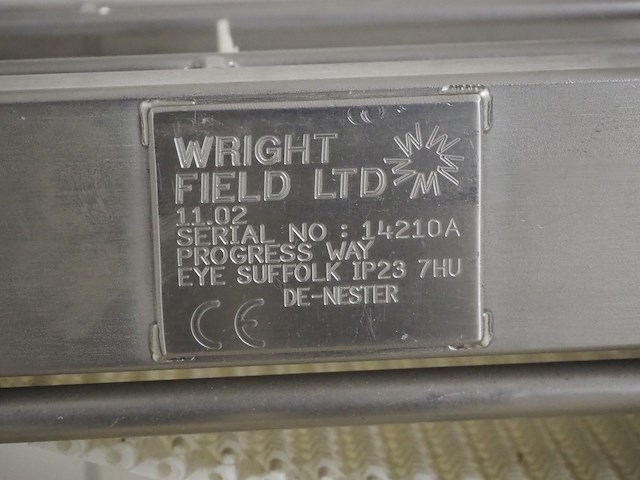 WRIGHT
FIELD LTD
11.02
SERIAL NO : 14210A
PROGRESS WAY
EYE SUFFOLK IP23 7HU
DE-NESTER
CE